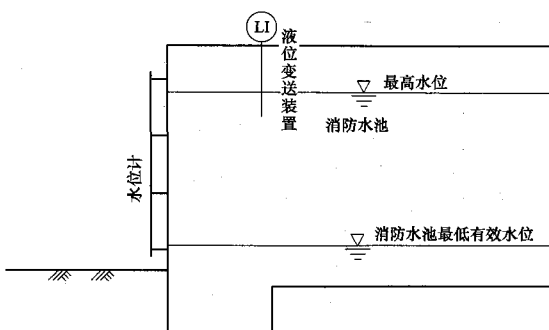 LI
液位变送装置
最高水位
消防水池
水位计
消防水池最低有效水位